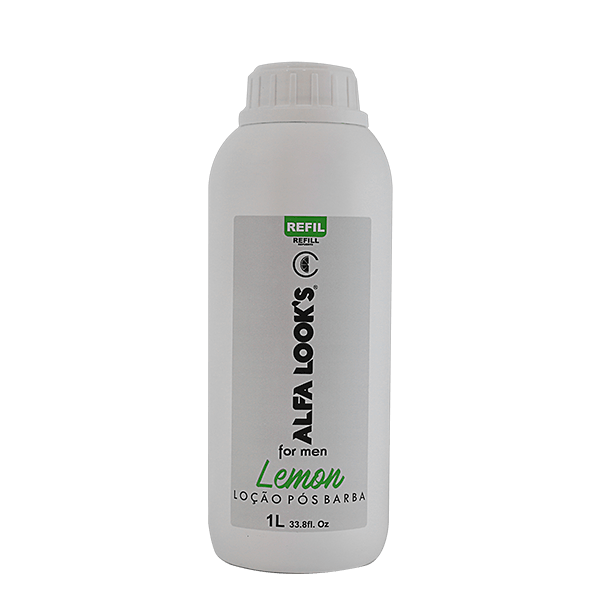 REFIL
REFILL
ALFA LOOK'S®
for men
Lemon
LOÇÃO PÓS BARBA
1L 33.8fl. Oz